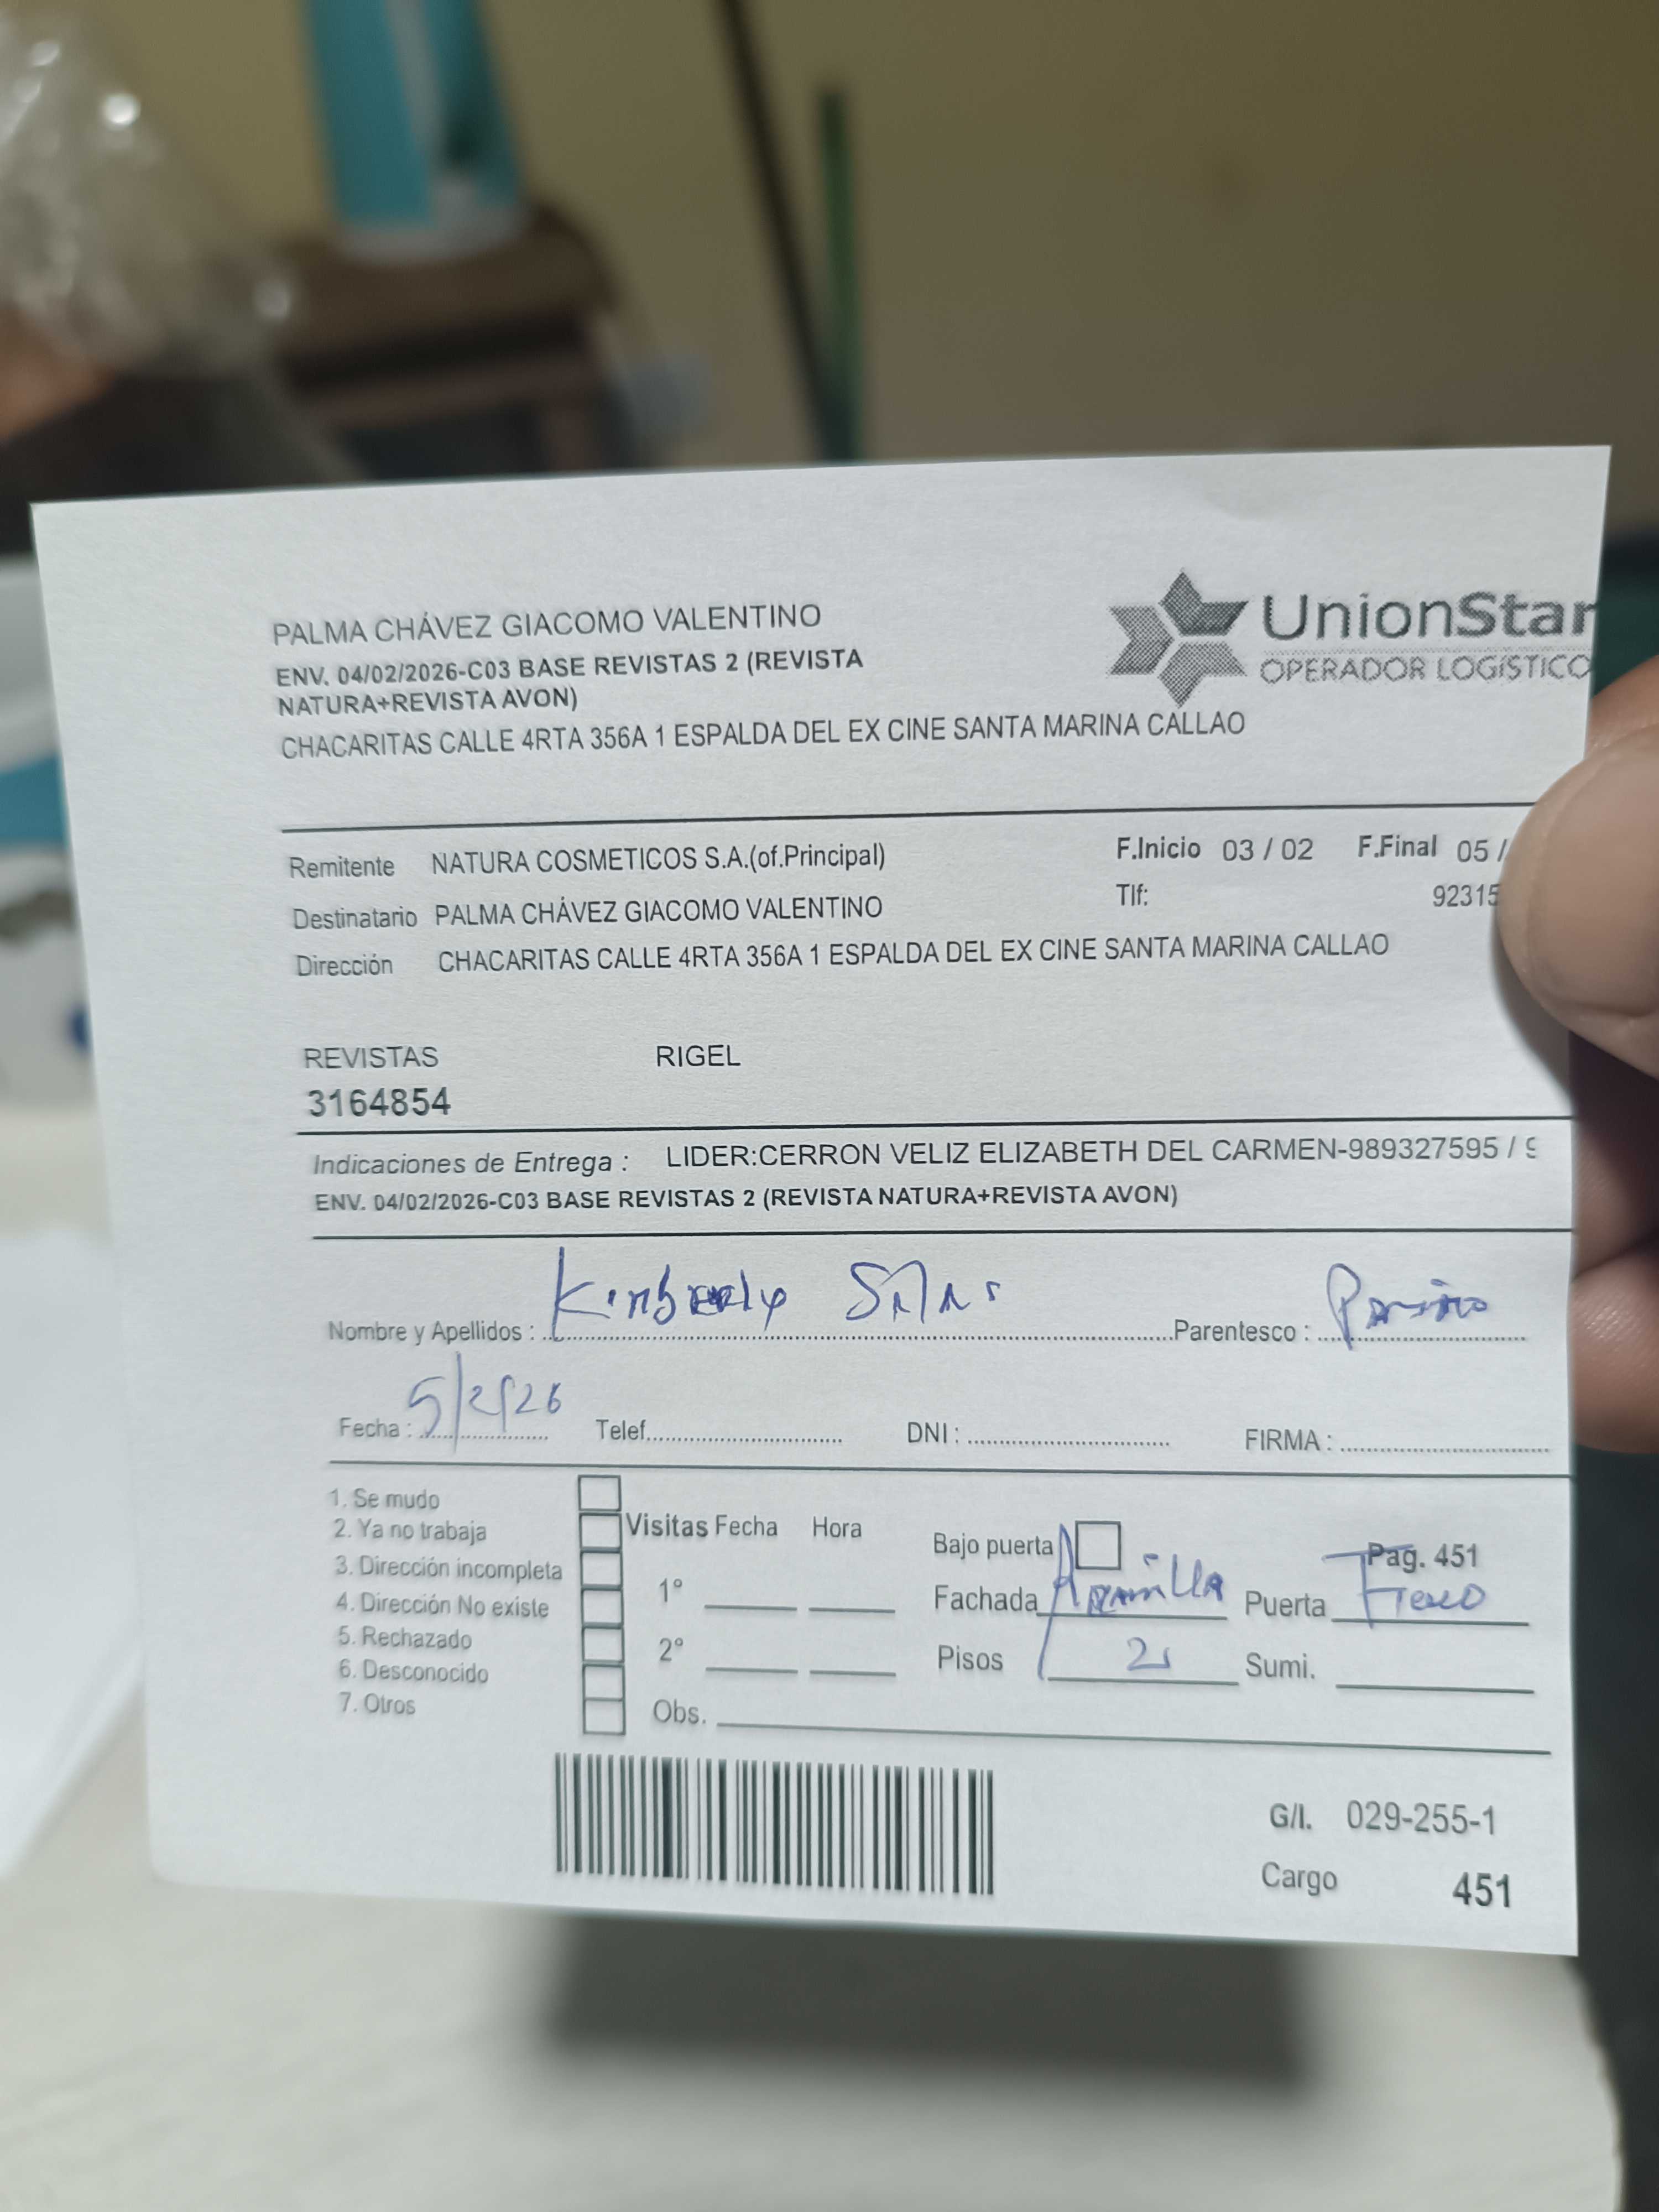 PALMA CHÁVEZ GIACOMO VALENTINO
ENV. 04/02/2026-C03 BASE REVISTAS 2 (REVISTA
NATURA+REVISTA AVON)
CHACARITAS CALLE 4RTA 356A 1 ESPALDA DEL EX CINE SANTA MARINA CALLAO
UnionStar
OPERADOR LOGÍSTICO
Remitente NATURA COSMETICOS S.A.(of.Principal) F.Inicio 03 / 02 F.Final 05 /
Destinatario PALMA CHÁVEZ GIACOMO VALENTINO Tlf: 92315
Dirección CHACARITAS CALLE 4RTA 356A 1 ESPALDA DEL EX CINE SANTA MARINA CALLAO
REVISTAS RIGEL
3164854
Indicaciones de Entrega : LIDER:CERRON VELIZ ELIZABETH DEL CARMEN-989327595 / 9
ENV. 04/02/2026-C03 BASE REVISTAS 2 (REVISTA NATURA+REVISTA AVON)
Nombre y Apellidos : Kimberly Parentesco :
Fecha : 5/2/26 Telef. DNI : FIRMA :
1. Se mudo
2. Ya no trabaja
3. Dirección incompleta
4. Dirección No existe
5. Rechazado
6. Desconocido
7. Otros
Visitas Fecha Hora
1°
2°
Obs.
Bajo puerta Pag. 451
Fachada Amarilla Puerta Fierro
Pisos 2 Sumi.
G/I. 029-255-1
Cargo 451